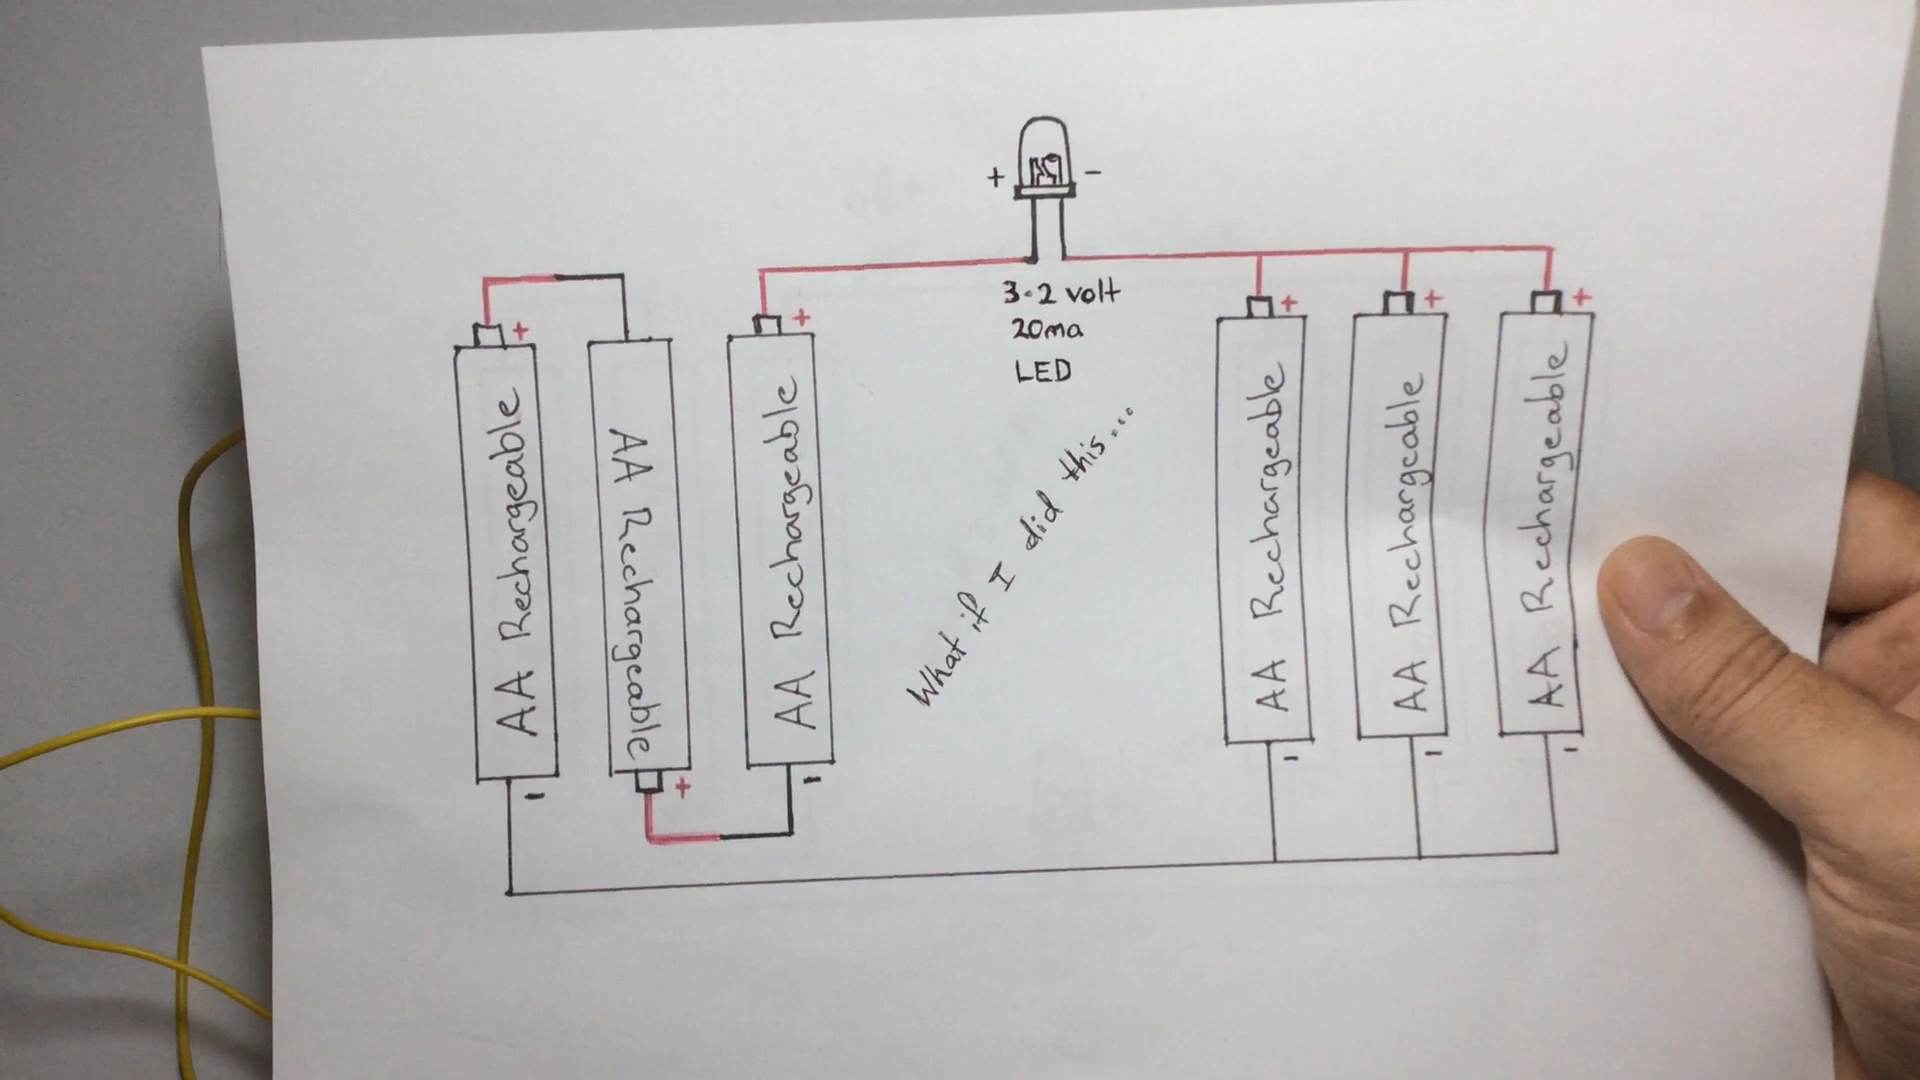 + -
+ + + + +
3.2 volt
20ma
LED
AA Rechargeable
AA Rechargeable
AA Rechargeable
What if I did this...
AA Rechargeable
AA Rechargeable
AA Rechargeable
- + - - - -